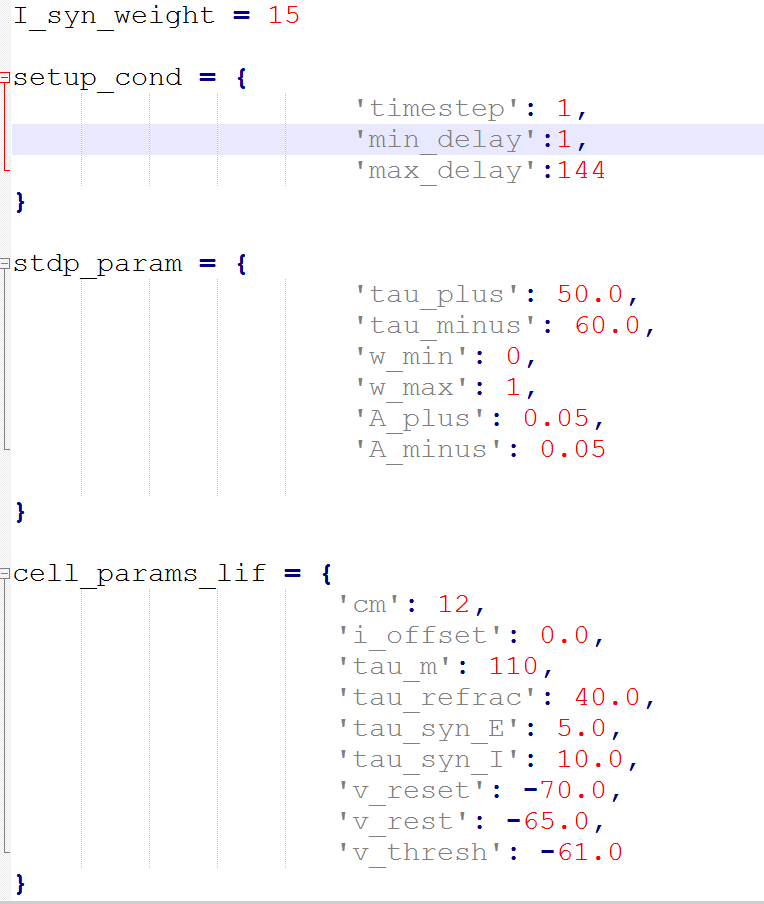 I_syn_weight = 15
setup_cond = {
'timestep': 1,
'min_delay':1,
'max_delay':144
}
stdp_param = {
'tau_plus': 50.0,
'tau_minus': 60.0,
'w_min': 0,
'w_max': 1,
'A_plus': 0.05,
'A_minus': 0.05
}
cell_params_lif = {
'cm': 12,
'i_offset': 0.0,
'tau_m': 110,
'tau_refrac': 40.0,
'tau_syn_E': 5.0,
'tau_syn_I': 10.0,
'v_reset': -70.0,
'v_rest': -65.0,
'v_thresh': -61.0
}